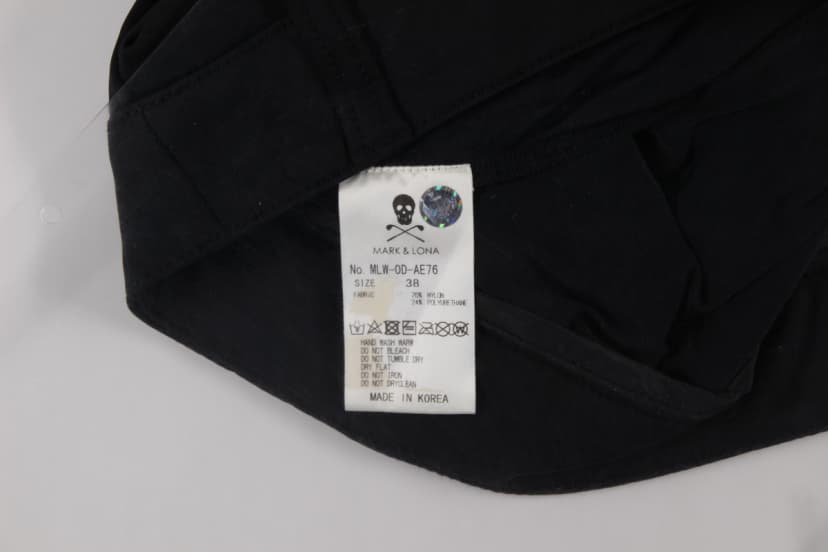 MARK & LONA
No. MLW-OD-AE76
SIZE 38
FABRIC 76% NYLON
24% POLYURETHANE
HAND WASH WARM
DO NOT BLEACH
DO NOT TUMBLE DRY
DRY FLAT
DO NOT IRON
DO NOT DRYCLEAN
MADE IN KOREA